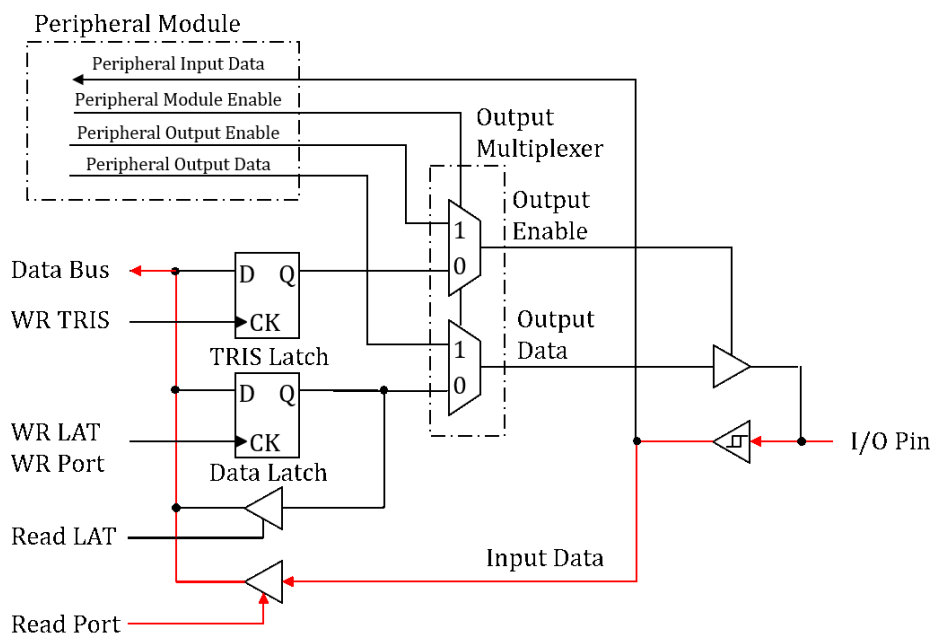 Peripheral Module
Peripheral Input Data
Peripheral Module Enable
Peripheral Output Enable
Peripheral Output Data
Output
Multiplexer
Output
Enable
1
0
Data Bus
D Q
WR TRIS
CK
TRIS Latch
Output
Data
1
0
D Q
WR LAT
CK
WR Port
Data Latch
I/O Pin
Read LAT
Input Data
Read Port